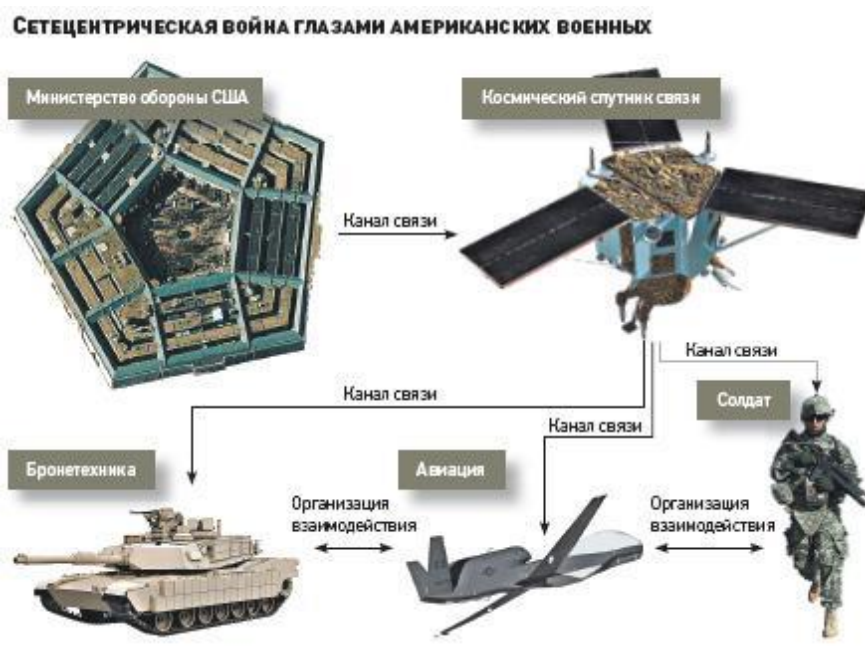 Сетецентрическая война глазами американских военных
Министерство обороны США
Космический спутник связи
Канал связи
Канал связи
Канал связи
Солдат
Канал связи
Бронетехника
Авиация
Организация
взаимодействия
Организация
взаимодействия